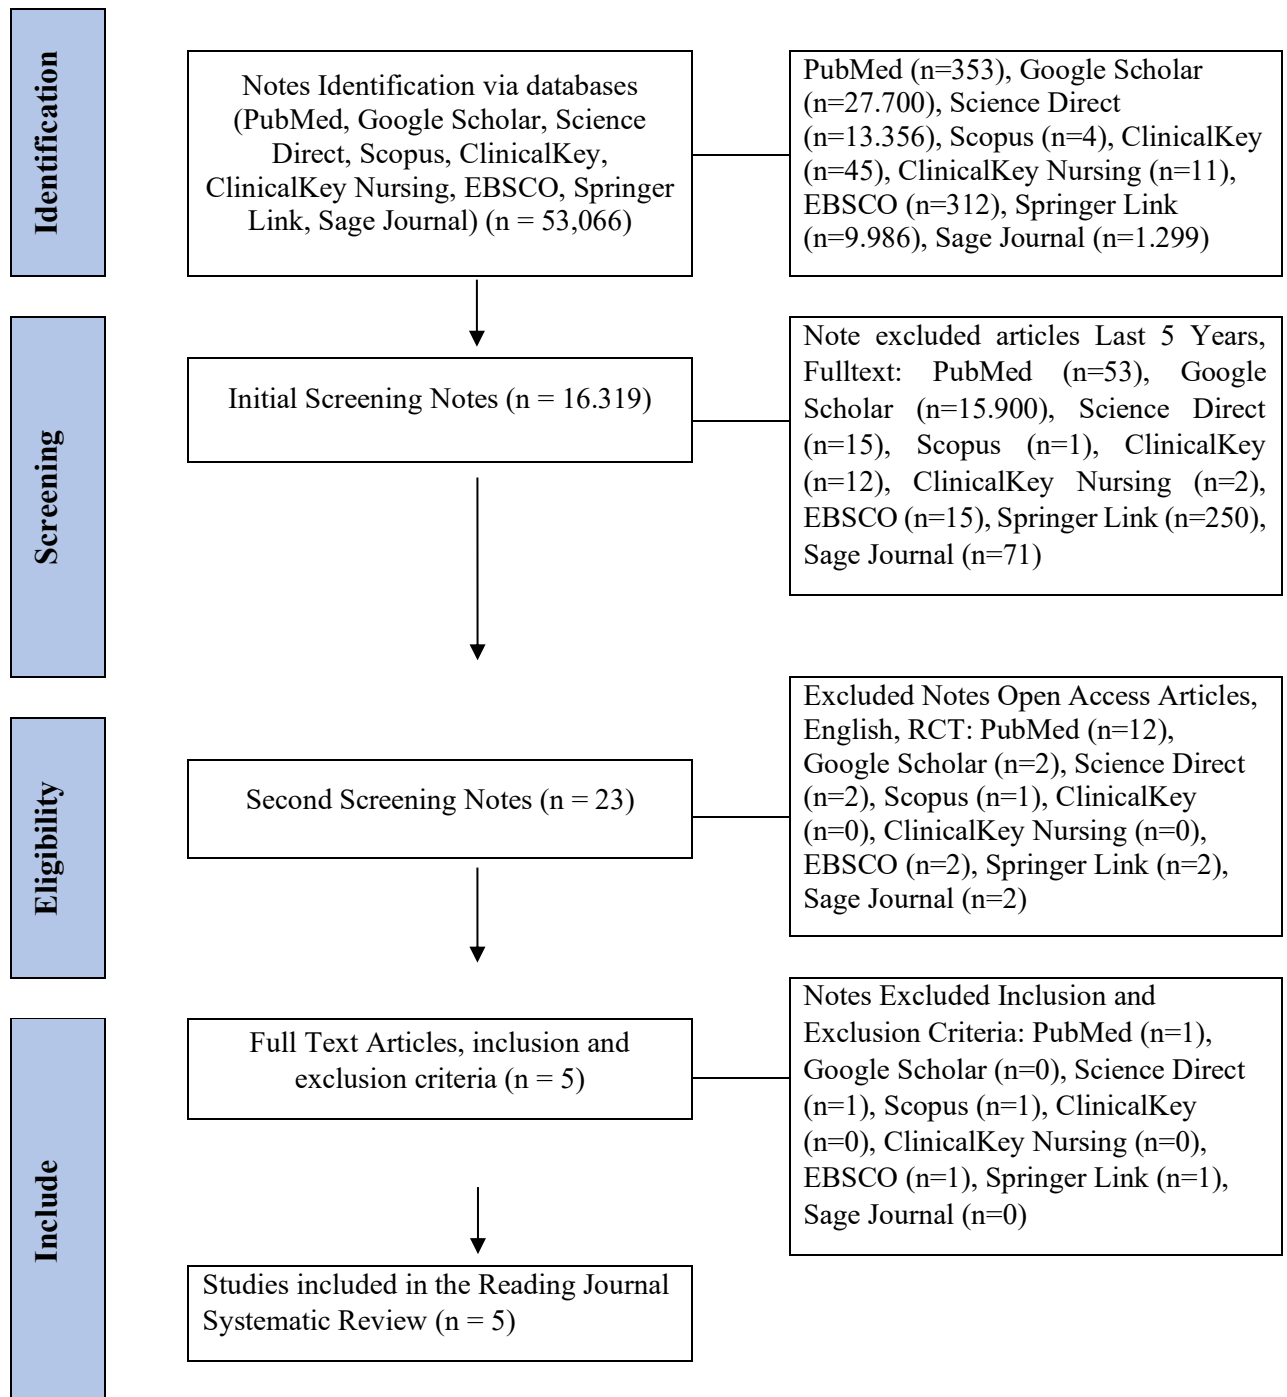 Identification
Notes Identification via databases
(PubMed, Google Scholar, Science
Direct, Scopus, ClinicalKey,
ClinicalKey Nursing, EBSCO, Springer
Link, Sage Journal) (n = 53,066)
PubMed (n=353), Google Scholar
(n=27.700), Science Direct
(n=13.356), Scopus (n=4), ClinicalKey
(n=45), ClinicalKey Nursing (n=11),
EBSCO (n=312), Springer Link
(n=9.986), Sage Journal (n=1.299)
Screening
Initial Screening Notes (n = 16.319)
Note excluded articles Last 5 Years,
Fulltext: PubMed (n=53), Google
Scholar (n=15.900), Science Direct
(n=15), Scopus (n=1), ClinicalKey
(n=12), ClinicalKey Nursing (n=2),
EBSCO (n=15), Springer Link (n=250),
Sage Journal (n=71)
Eligibility
Second Screening Notes (n = 23)
Excluded Notes Open Access Articles,
English, RCT: PubMed (n=12),
Google Scholar (n=2), Science Direct
(n=2), Scopus (n=1), ClinicalKey
(n=0), ClinicalKey Nursing (n=0),
EBSCO (n=2), Springer Link (n=2),
Sage Journal (n=2)
Include
Full Text Articles, inclusion and
exclusion criteria (n = 5)
Notes Excluded Inclusion and
Exclusion Criteria: PubMed (n=1),
Google Scholar (n=0), Science Direct
(n=1), Scopus (n=1), ClinicalKey
(n=0), ClinicalKey Nursing (n=0),
EBSCO (n=1), Springer Link (n=1),
Sage Journal (n=0)
Studies included in the Reading Journal
Systematic Review (n = 5)